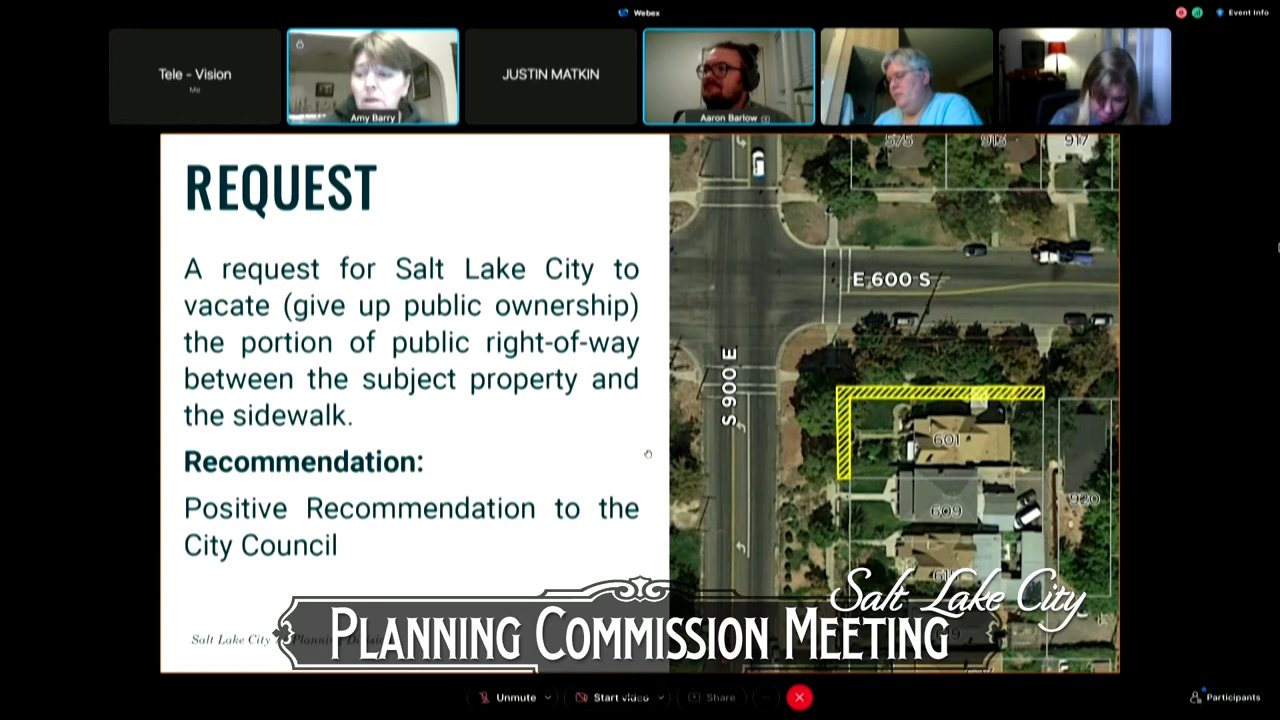 Webex
Event Info
Tele - Vision
Me
Amy Barry
JUSTIN MATKIN
Aaron Barlow
REQUEST
A request for Salt Lake City to
vacate (give up public ownership)
the portion of public right-of-way
between the subject property and
the sidewalk.
Recommendation:
Positive Recommendation to the
City Council
575
913
917
E 600 S
S 900 E
601
609
920
Salt Lake City
Planning
Salt Lake City
PLANNING COMMISSION MEETING
Unmute
Start video
Share
Participants